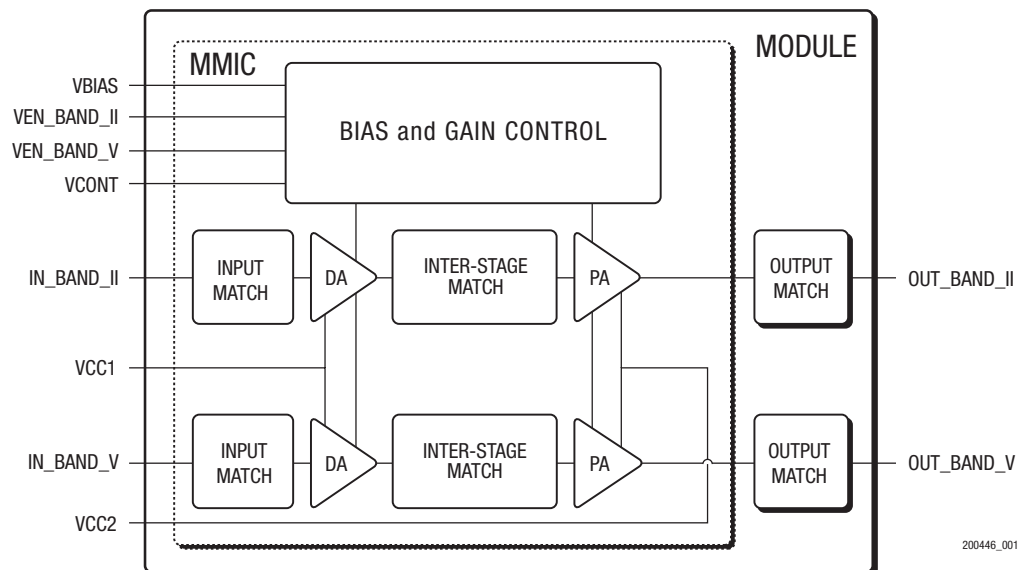 MODULE
MMIC
VBIAS
VEN_BAND_II
VEN_BAND_V
VCONT
BIAS and GAIN CONTROL
IN_BAND_II
INPUT
MATCH
DA
INTER-STAGE
MATCH
PA
OUTPUT
MATCH
OUT_BAND_II
VCC1
IN_BAND_V
INPUT
MATCH
DA
INTER-STAGE
MATCH
PA
OUTPUT
MATCH
OUT_BAND_V
VCC2
200446_001